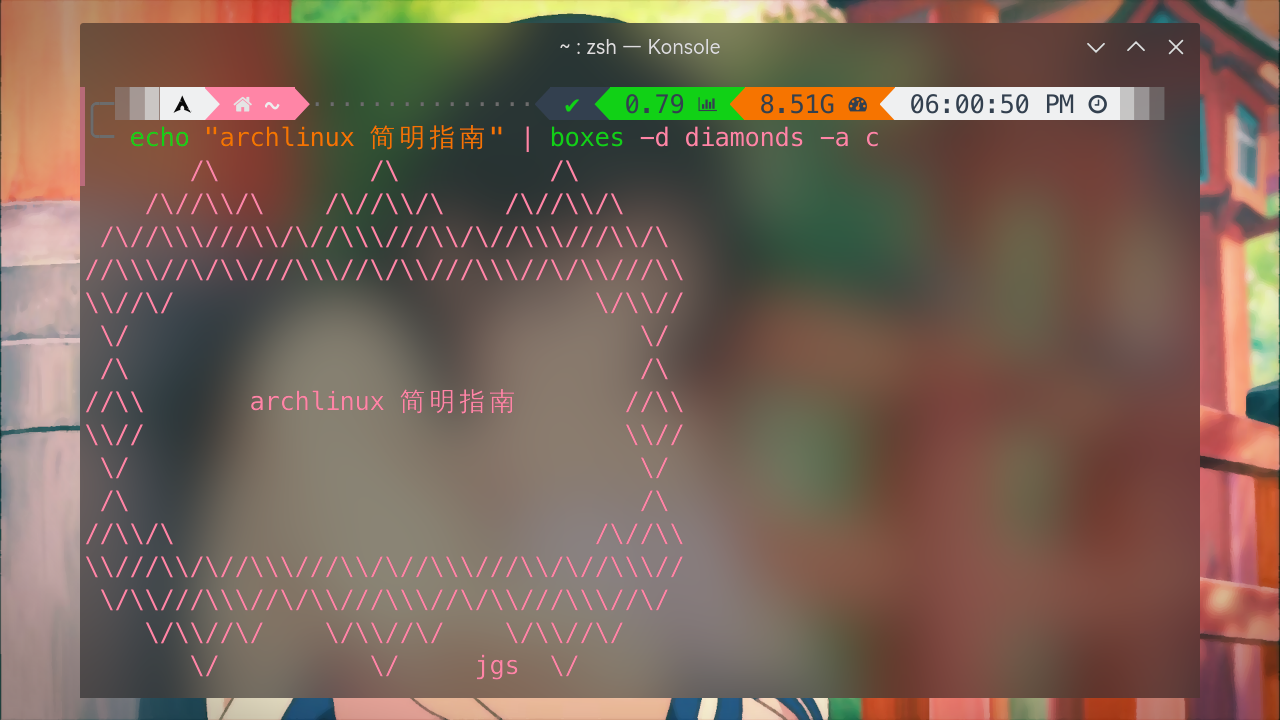 ~ : zsh — Konsole
~ ··············· ✔ 0.79 8.51G 06:00:50 PM
echo "archlinux 简明指南" | boxes -d diamonds -a c
       /\          /\          /\
    /\//\\/\    /\//\\/\    /\//\\/\
 /\//\\\///\\/\//\\\///\\/\//\\\///\\/\
//\\\//\/\\///\\\//\/\\///\\\//\/\\///\\
\\//\/                            \/\\//
 \/                                  \/
 /\                                  /\
//\\       archlinux 简明指南        //\\
\\//                                \\//
 \/                                  \/
 /\                                  /\
//\\/\                            /\//\\
\\///\\/\//\\\///\\/\//\\\///\\/\//\\\//
 \/\\///\\\//\/\\///\\\//\/\\///\\\//\/
    \/\\//\/    \/\\//\/    \/\\//\/
       \/          \/     jgs  \/